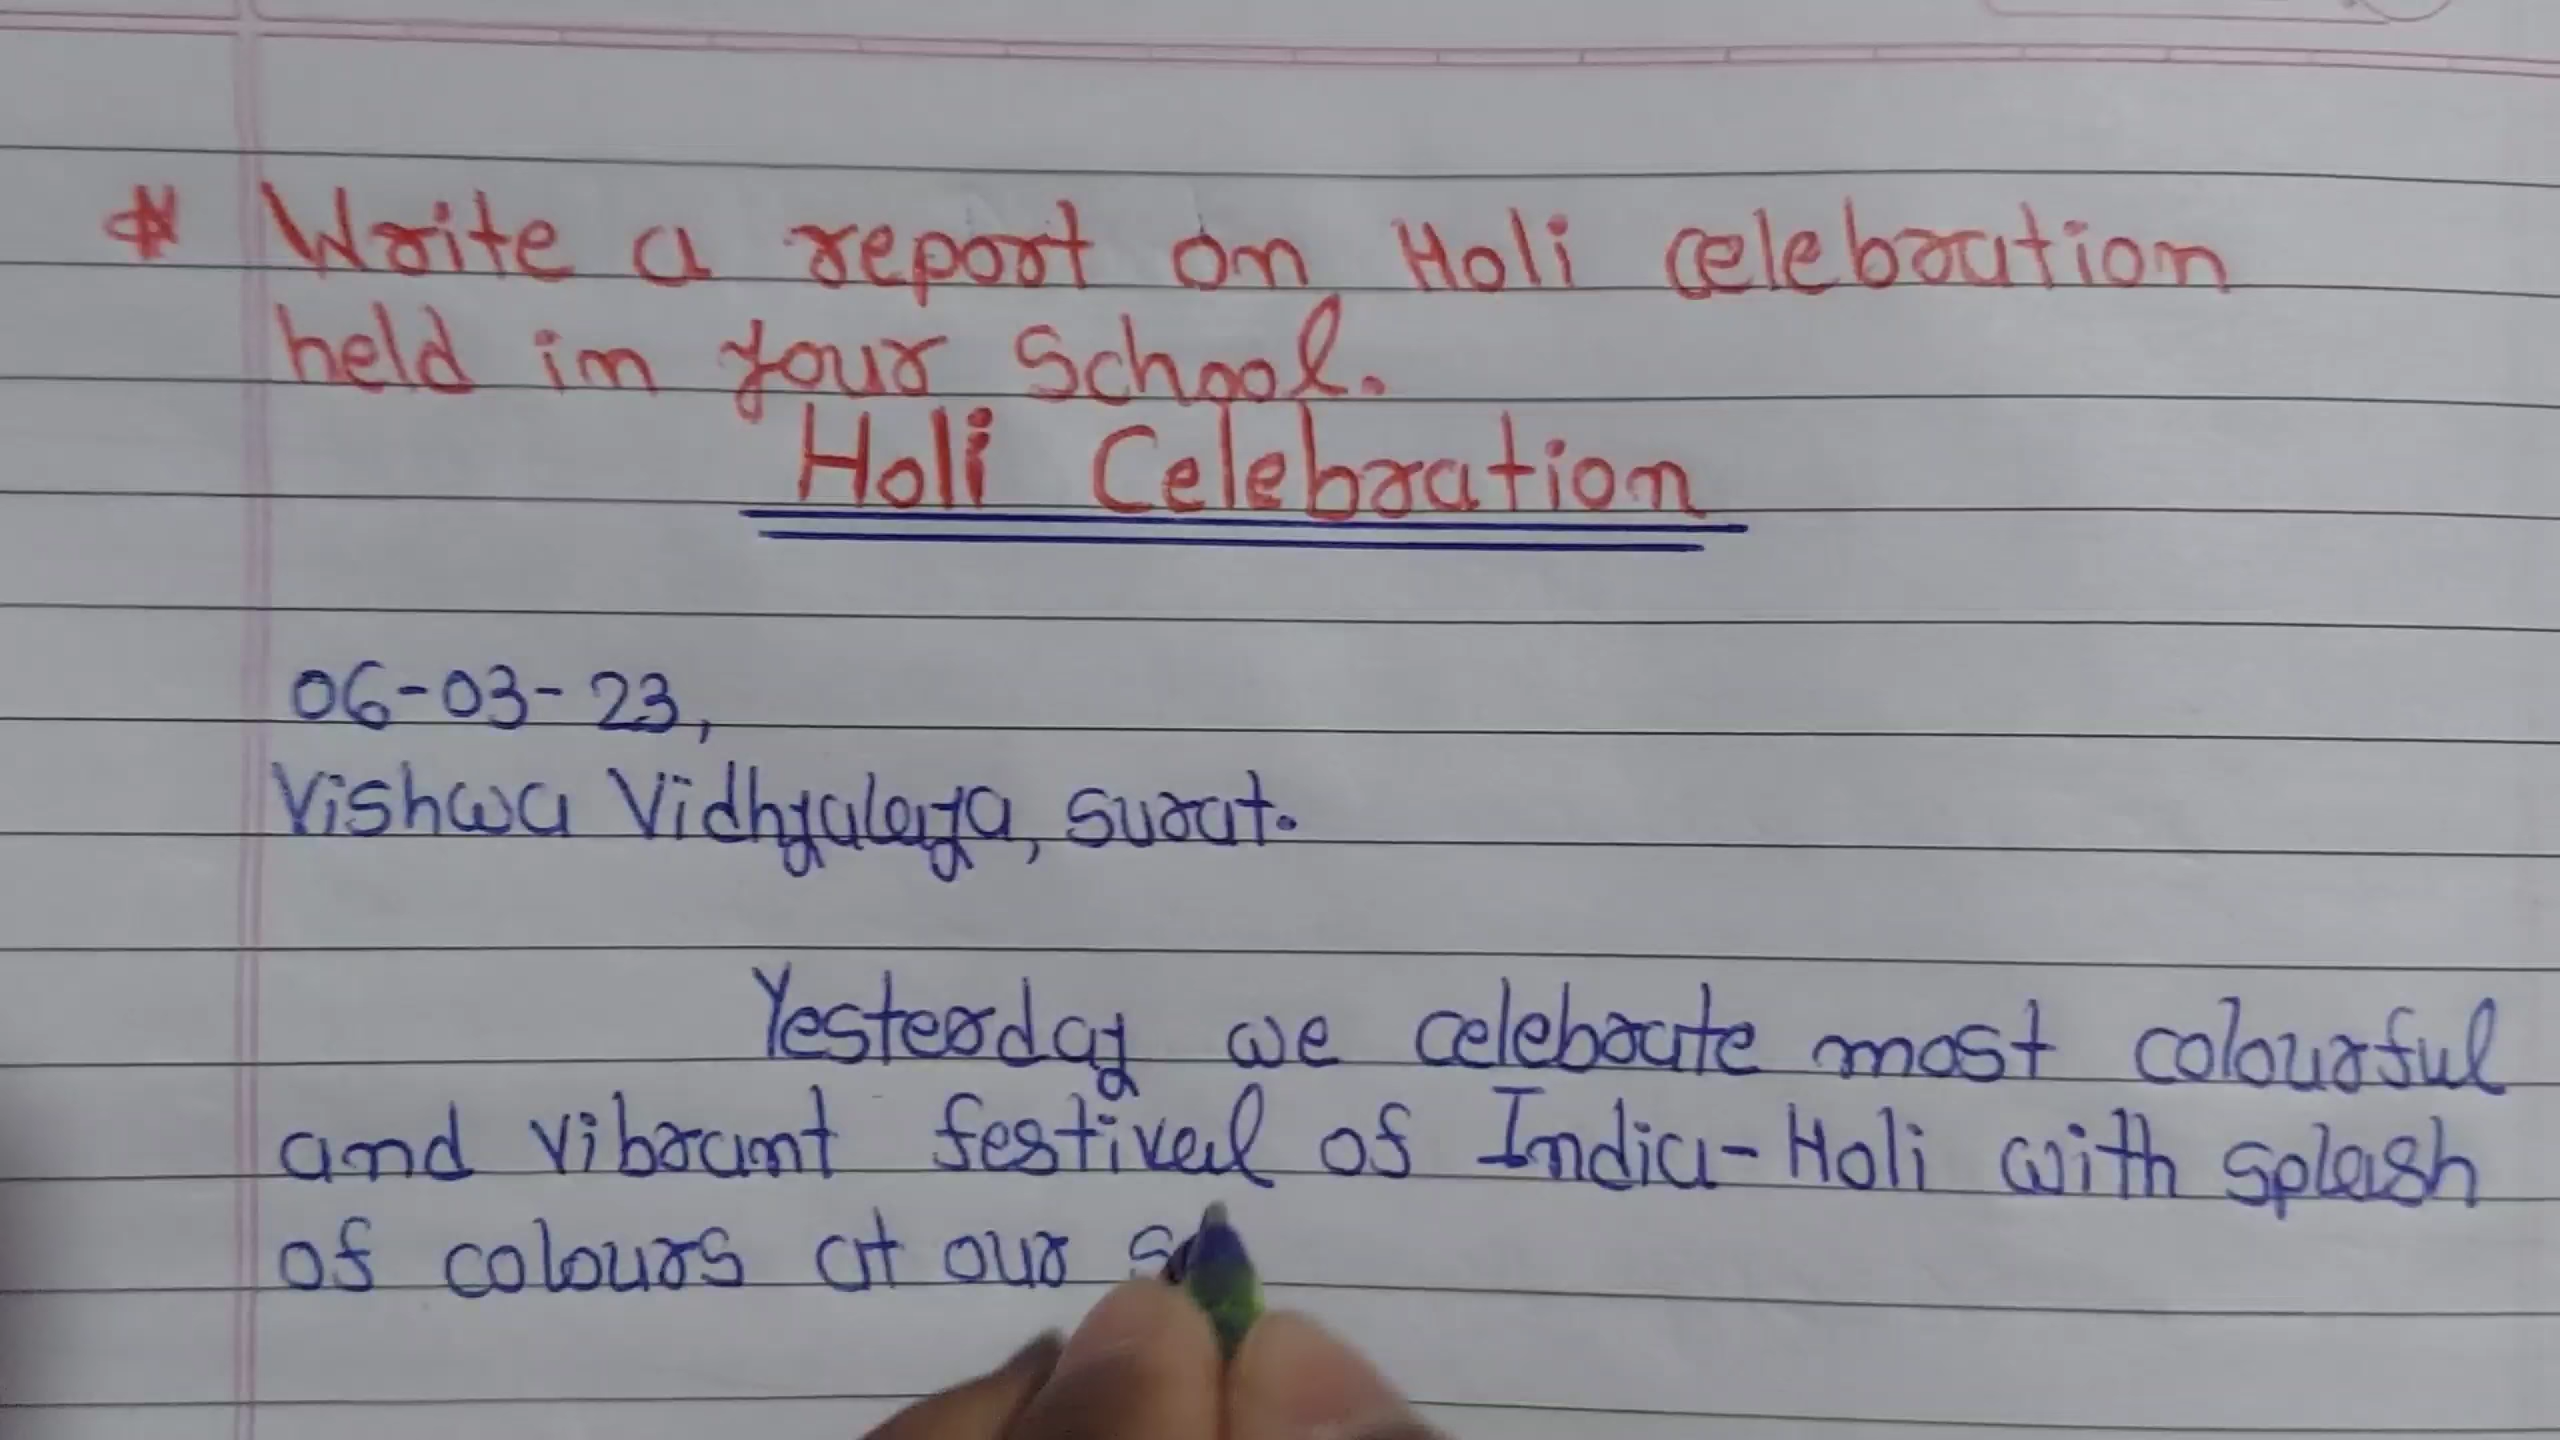 * Write a report on Holi celebration
held in your School.
Holi Celebration
06-03-23,
Vishwa Vidhyalaya, Surat.
Yesterday we celebrate most colourful
and vibrant festival of India-Holi with splash
of colours at our s